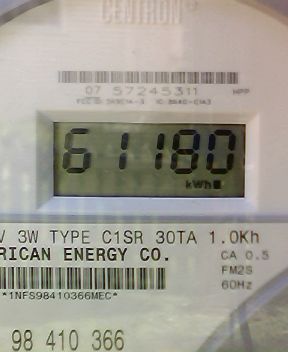 CENTRON
07 57245311
61180
kWh
V 3W TYPE C1SR 30TA 1.0Kh
RICAN ENERGY CO.
CA 0.5
FM2S
60Hz
*1NFS98410366MEC*
98 410 366